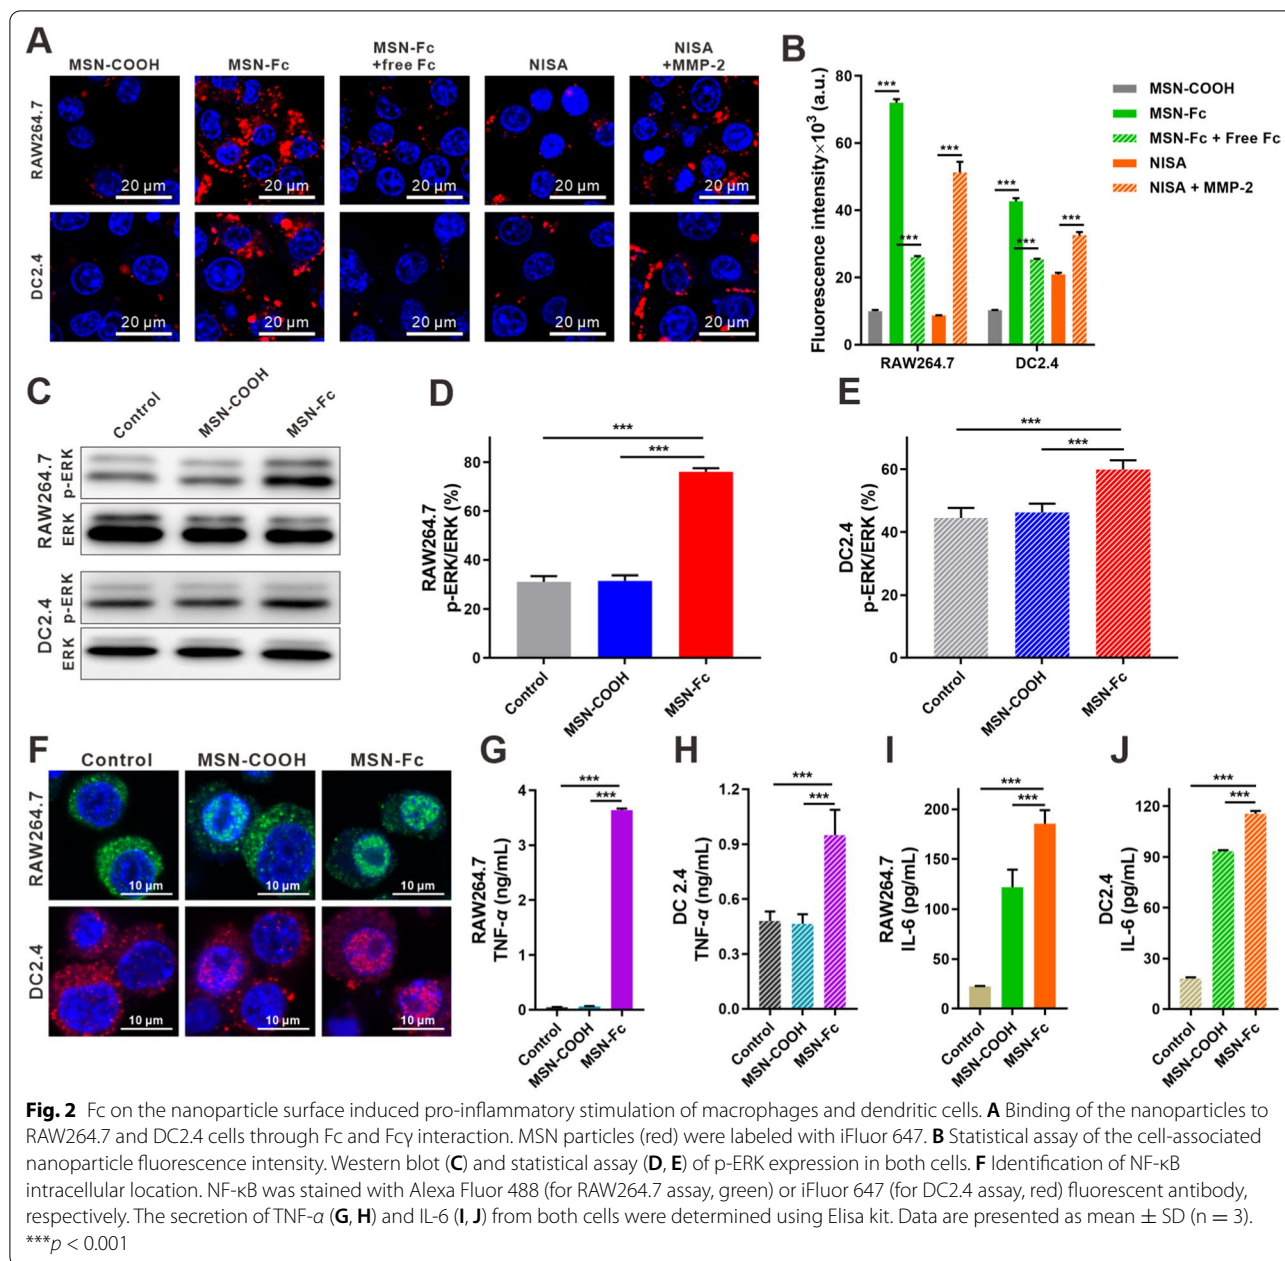 A
MSN-COOH
MSN-Fc
MSN-Fc
+free Fc
NISA
NISA
+MMP-2
RAW264.7
20 μm
20 μm
20 μm
20 μm
20 μm
DC2.4
20 μm
20 μm
20 μm
20 μm
20 μm
B
Fluorescence intensity×10³ (a.u.)
80
60
40
20
0
***
***
***
***
***
***
RAW264.7
DC2.4
MSN-COOH
MSN-Fc
MSN-Fc + Free Fc
NISA
NISA + MMP-2
C
Control
MSN-COOH
MSN-Fc
RAW264.7
p-ERK
ERK
DC2.4
p-ERK
ERK
D
RAW264.7
p-ERK/ERK (%)
80
60
40
20
0
***
***
Control
MSN-COOH
MSN-Fc
E
DC2.4
p-ERK/ERK (%)
60
40
20
0
***
***
Control
MSN-COOH
MSN-Fc
F
Control
MSN-COOH
MSN-Fc
RAW264.7
10 μm
10 μm
10 μm
DC2.4
10 μm
10 μm
10 μm
G
RAW264.7
TNF-α (ng/mL)
4
3
2
1
0
***
***
Control
MSN-COOH
MSN-Fc
H
DC 2.4
TNF-α (ng/mL)
1.2
0.9
0.6
0.3
0.0
***
***
Control
MSN-COOH
MSN-Fc
I
RAW264.7
IL-6 (pg/mL)
200
150
100
50
0
***
***
Control
MSN-COOH
MSN-Fc
J
DC2.4
IL-6 (pg/mL)
120
90
60
30
0
***
***
Control
MSN-COOH
MSN-Fc
Fig. 2 Fc on the nanoparticle surface induced pro-inflammatory stimulation of macrophages and dendritic cells. A Binding of the nanoparticles to
RAW264.7 and DC2.4 cells through Fc and Fcγ interaction. MSN particles (red) were labeled with iFluor 647. B Statistical assay of the cell-associated
nanoparticle fluorescence intensity. Western blot (C) and statistical assay (D, E) of p-ERK expression in both cells. F Identification of NF-κB
intracellular location. NF-κB was stained with Alexa Fluor 488 (for RAW264.7 assay, green) or iFluor 647 (for DC2.4 assay, red) fluorescent antibody,
respectively. The secretion of TNF-α (G, H) and IL-6 (I, J) from both cells were determined using Elisa kit. Data are presented as mean ± SD (n = 3).
***p < 0.001